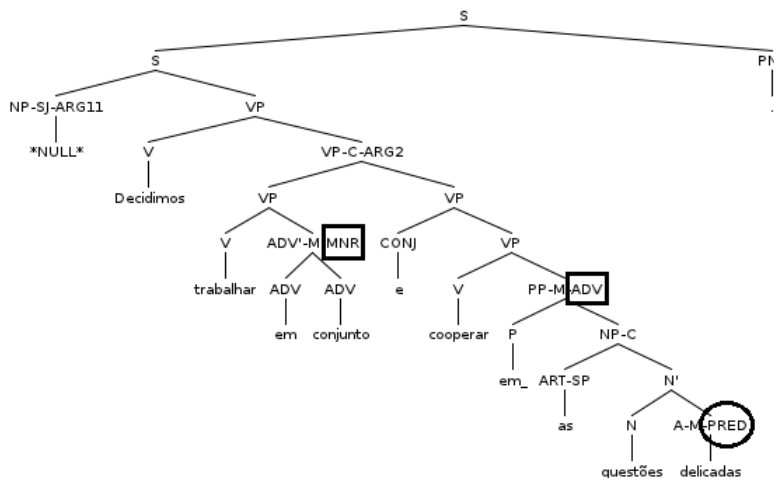 S
S PN
NP-SJ-ARG11 VP
*NULL* V VP-C-ARG2
Decidimos VP VP
V ADV'-M MNR CONJ VP
trabalhar ADV ADV e V PP-M-ADV
em conjunto cooperar P NP-C
em_ ART-SP N'
as N A-M-PRED
questões delicadas